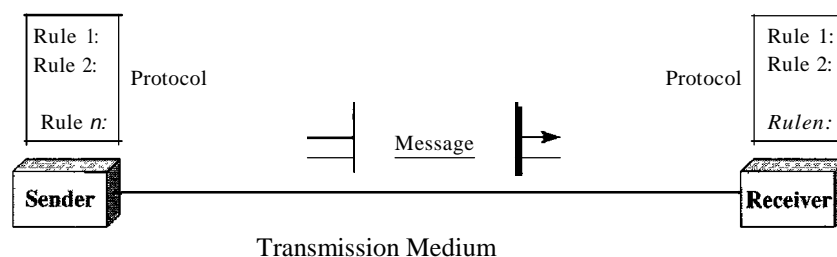 Rule 1:
Rule 2:
Rule n:
Protocol
Message
Protocol
Rule 1:
Rule 2:
Rulen:
Sender
Receiver
Transmission Medium